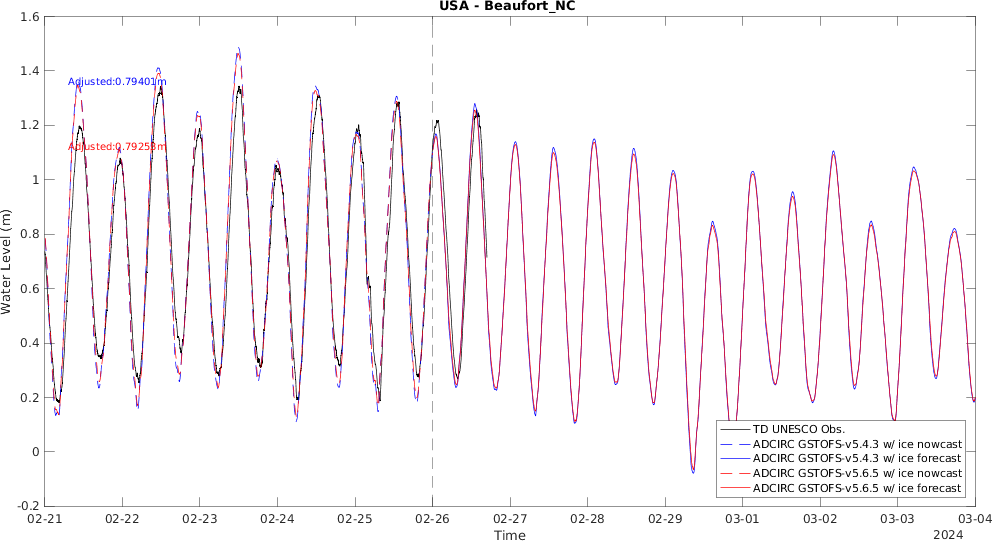 USA - Beaufort_NC
1.6
1.4
Adjusted:0.79401m
1.2
Adjusted:0.79253m
1
0.8
0.6
0.4
0.2
0
-0.2
Water Level (m)
TD UNESCO Obs.
ADCIRC GSTOFS-v5.4.3 w/ ice nowcast
ADCIRC GSTOFS-v5.4.3 w/ ice forecast
ADCIRC GSTOFS-v5.6.5 w/ ice nowcast
ADCIRC GSTOFS-v5.6.5 w/ ice forecast
02-21 02-22 02-23 02-24 02-25 02-26 02-27 02-28 02-29 03-01 03-02 03-03 03-04
Time
2024